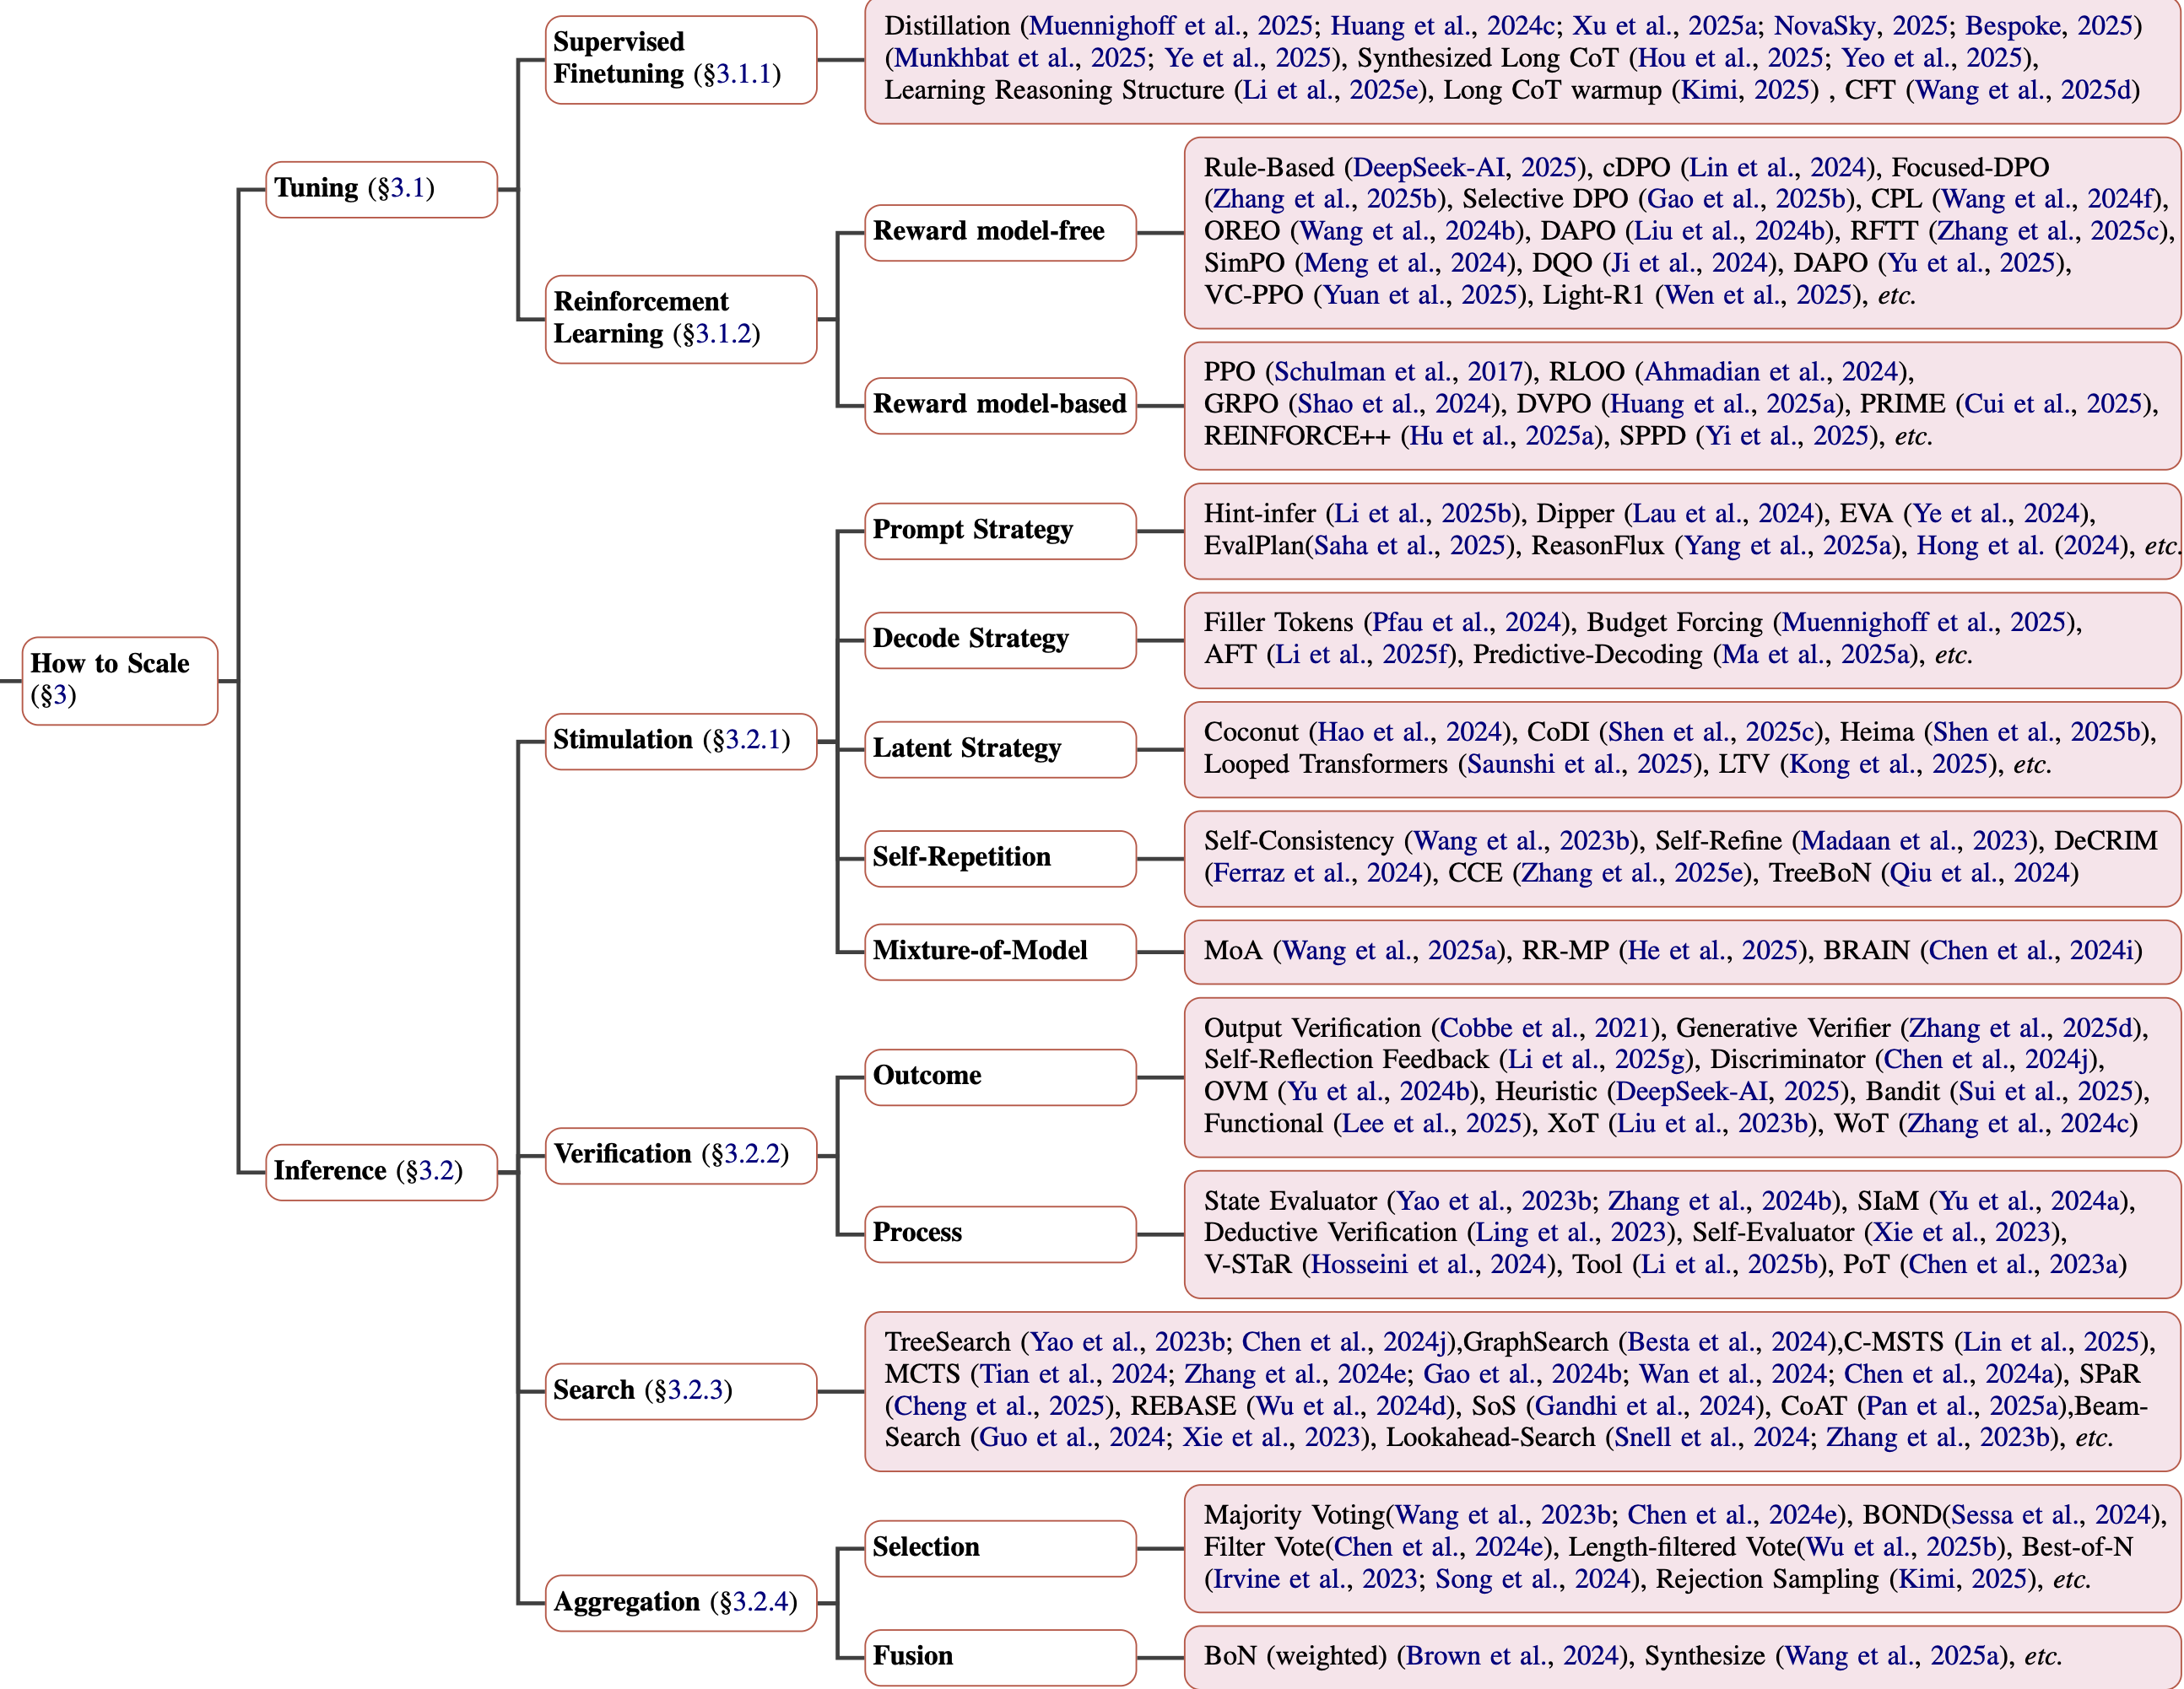 How to Scale
(§3)
Tuning (§3.1)
Supervised
Finetuning (§3.1.1)
Distillation (Muennighoff et al., 2025; Huang et al., 2024c; Xu et al., 2025a; NovaSky, 2025; Bespoke, 2025)
(Munkhbat et al., 2025; Ye et al., 2025), Synthesized Long CoT (Hou et al., 2025; Yeo et al., 2025),
Learning Reasoning Structure (Li et al., 2025e), Long CoT warmup (Kimi, 2025) , CFT (Wang et al., 2025d)
Reinforcement
Learning (§3.1.2)
Reward model-free
Rule-Based (DeepSeek-AI, 2025), cDPO (Lin et al., 2024), Focused-DPO
(Zhang et al., 2025b), Selective DPO (Gao et al., 2025b), CPL (Wang et al., 2024f),
OREO (Wang et al., 2024b), DAPO (Liu et al., 2024b), RFTT (Zhang et al., 2025c),
SimPO (Meng et al., 2024), DQO (Ji et al., 2024), DAPO (Yu et al., 2025),
VC-PPO (Yuan et al., 2025), Light-R1 (Wen et al., 2025), etc.
Reward model-based
PPO (Schulman et al., 2017), RLOO (Ahmadian et al., 2024),
GRPO (Shao et al., 2024), DVPO (Huang et al., 2025a), PRIME (Cui et al., 2025),
REINFORCE++ (Hu et al., 2025a), SPPD (Yi et al., 2025), etc.
Inference (§3.2)
Stimulation (§3.2.1)
Prompt Strategy
Hint-infer (Li et al., 2025b), Dipper (Lau et al., 2024), EVA (Ye et al., 2024),
EvalPlan(Saha et al., 2025), ReasonFlux (Yang et al., 2025a), Hong et al. (2024), etc.
Decode Strategy
Filler Tokens (Pfau et al., 2024), Budget Forcing (Muennighoff et al., 2025),
AFT (Li et al., 2025f), Predictive-Decoding (Ma et al., 2025a), etc.
Latent Strategy
Coconut (Hao et al., 2024), CoDI (Shen et al., 2025c), Heima (Shen et al., 2025b),
Looped Transformers (Saunshi et al., 2025), LTV (Kong et al., 2025), etc.
Self-Repetition
Self-Consistency (Wang et al., 2023b), Self-Refine (Madaan et al., 2023), DeCRIM
(Ferraz et al., 2024), CCE (Zhang et al., 2025e), TreeBoN (Qiu et al., 2024)
Mixture-of-Model
MoA (Wang et al., 2025a), RR-MP (He et al., 2025), BRAIN (Chen et al., 2024i)
Verification (§3.2.2)
Outcome
Output Verification (Cobbe et al., 2021), Generative Verifier (Zhang et al., 2025d),
Self-Reflection Feedback (Li et al., 2025g), Discriminator (Chen et al., 2024j),
OVM (Yu et al., 2024b), Heuristic (DeepSeek-AI, 2025), Bandit (Sui et al., 2025),
Functional (Lee et al., 2025), XoT (Liu et al., 2023b), WoT (Zhang et al., 2024c)
Process
State Evaluator (Yao et al., 2023b; Zhang et al., 2024b), SIaM (Yu et al., 2024a),
Deductive Verification (Ling et al., 2023), Self-Evaluator (Xie et al., 2023),
V-STaR (Hosseini et al., 2024), Tool (Li et al., 2025b), PoT (Chen et al., 2023a)
Search (§3.2.3)
TreeSearch (Yao et al., 2023b; Chen et al., 2024j),GraphSearch (Besta et al., 2024),C-MSTS (Lin et al., 2025),
MCTS (Tian et al., 2024; Zhang et al., 2024e; Gao et al., 2024b; Wan et al., 2024; Chen et al., 2024a), SPaR
(Cheng et al., 2025), REBASE (Wu et al., 2024d), SoS (Gandhi et al., 2024), CoAT (Pan et al., 2025a),Beam-
Search (Guo et al., 2024; Xie et al., 2023), Lookahead-Search (Snell et al., 2024; Zhang et al., 2023b), etc.
Aggregation (§3.2.4)
Selection
Majority Voting(Wang et al., 2023b; Chen et al., 2024e), BOND(Sessa et al., 2024),
Filter Vote(Chen et al., 2024e), Length-filtered Vote(Wu et al., 2025b), Best-of-N
(Irvine et al., 2023; Song et al., 2024), Rejection Sampling (Kimi, 2025), etc.
Fusion
BoN (weighted) (Brown et al., 2024), Synthesize (Wang et al., 2025a), etc.